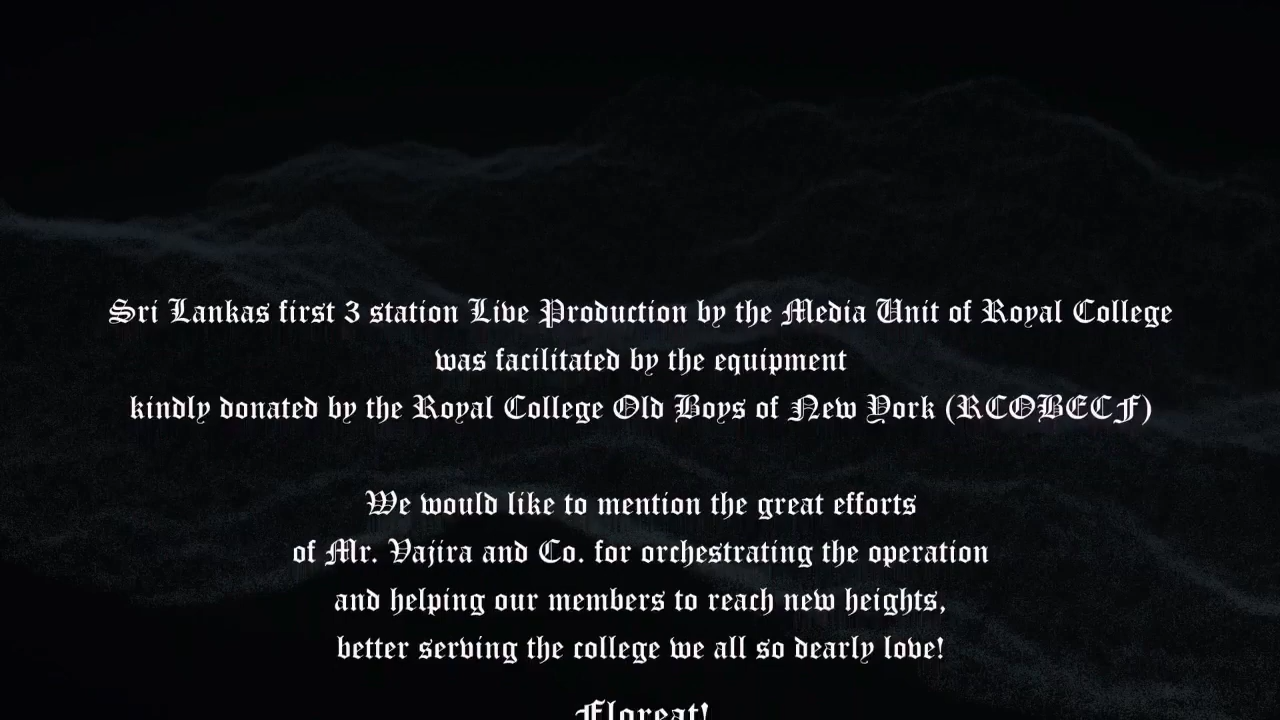 Sri Lankas first 3 station Live Production by the Media Unit of Royal College
was facilitated by the equipment
kindly donated by the Royal College Old Boys of New York (RCOBECF)
We would like to mention the great efforts
of Mr. Vajira and Co. for orchestrating the operation
and helping our members to reach new heights,
better serving the college we all so dearly love!
Floreat!